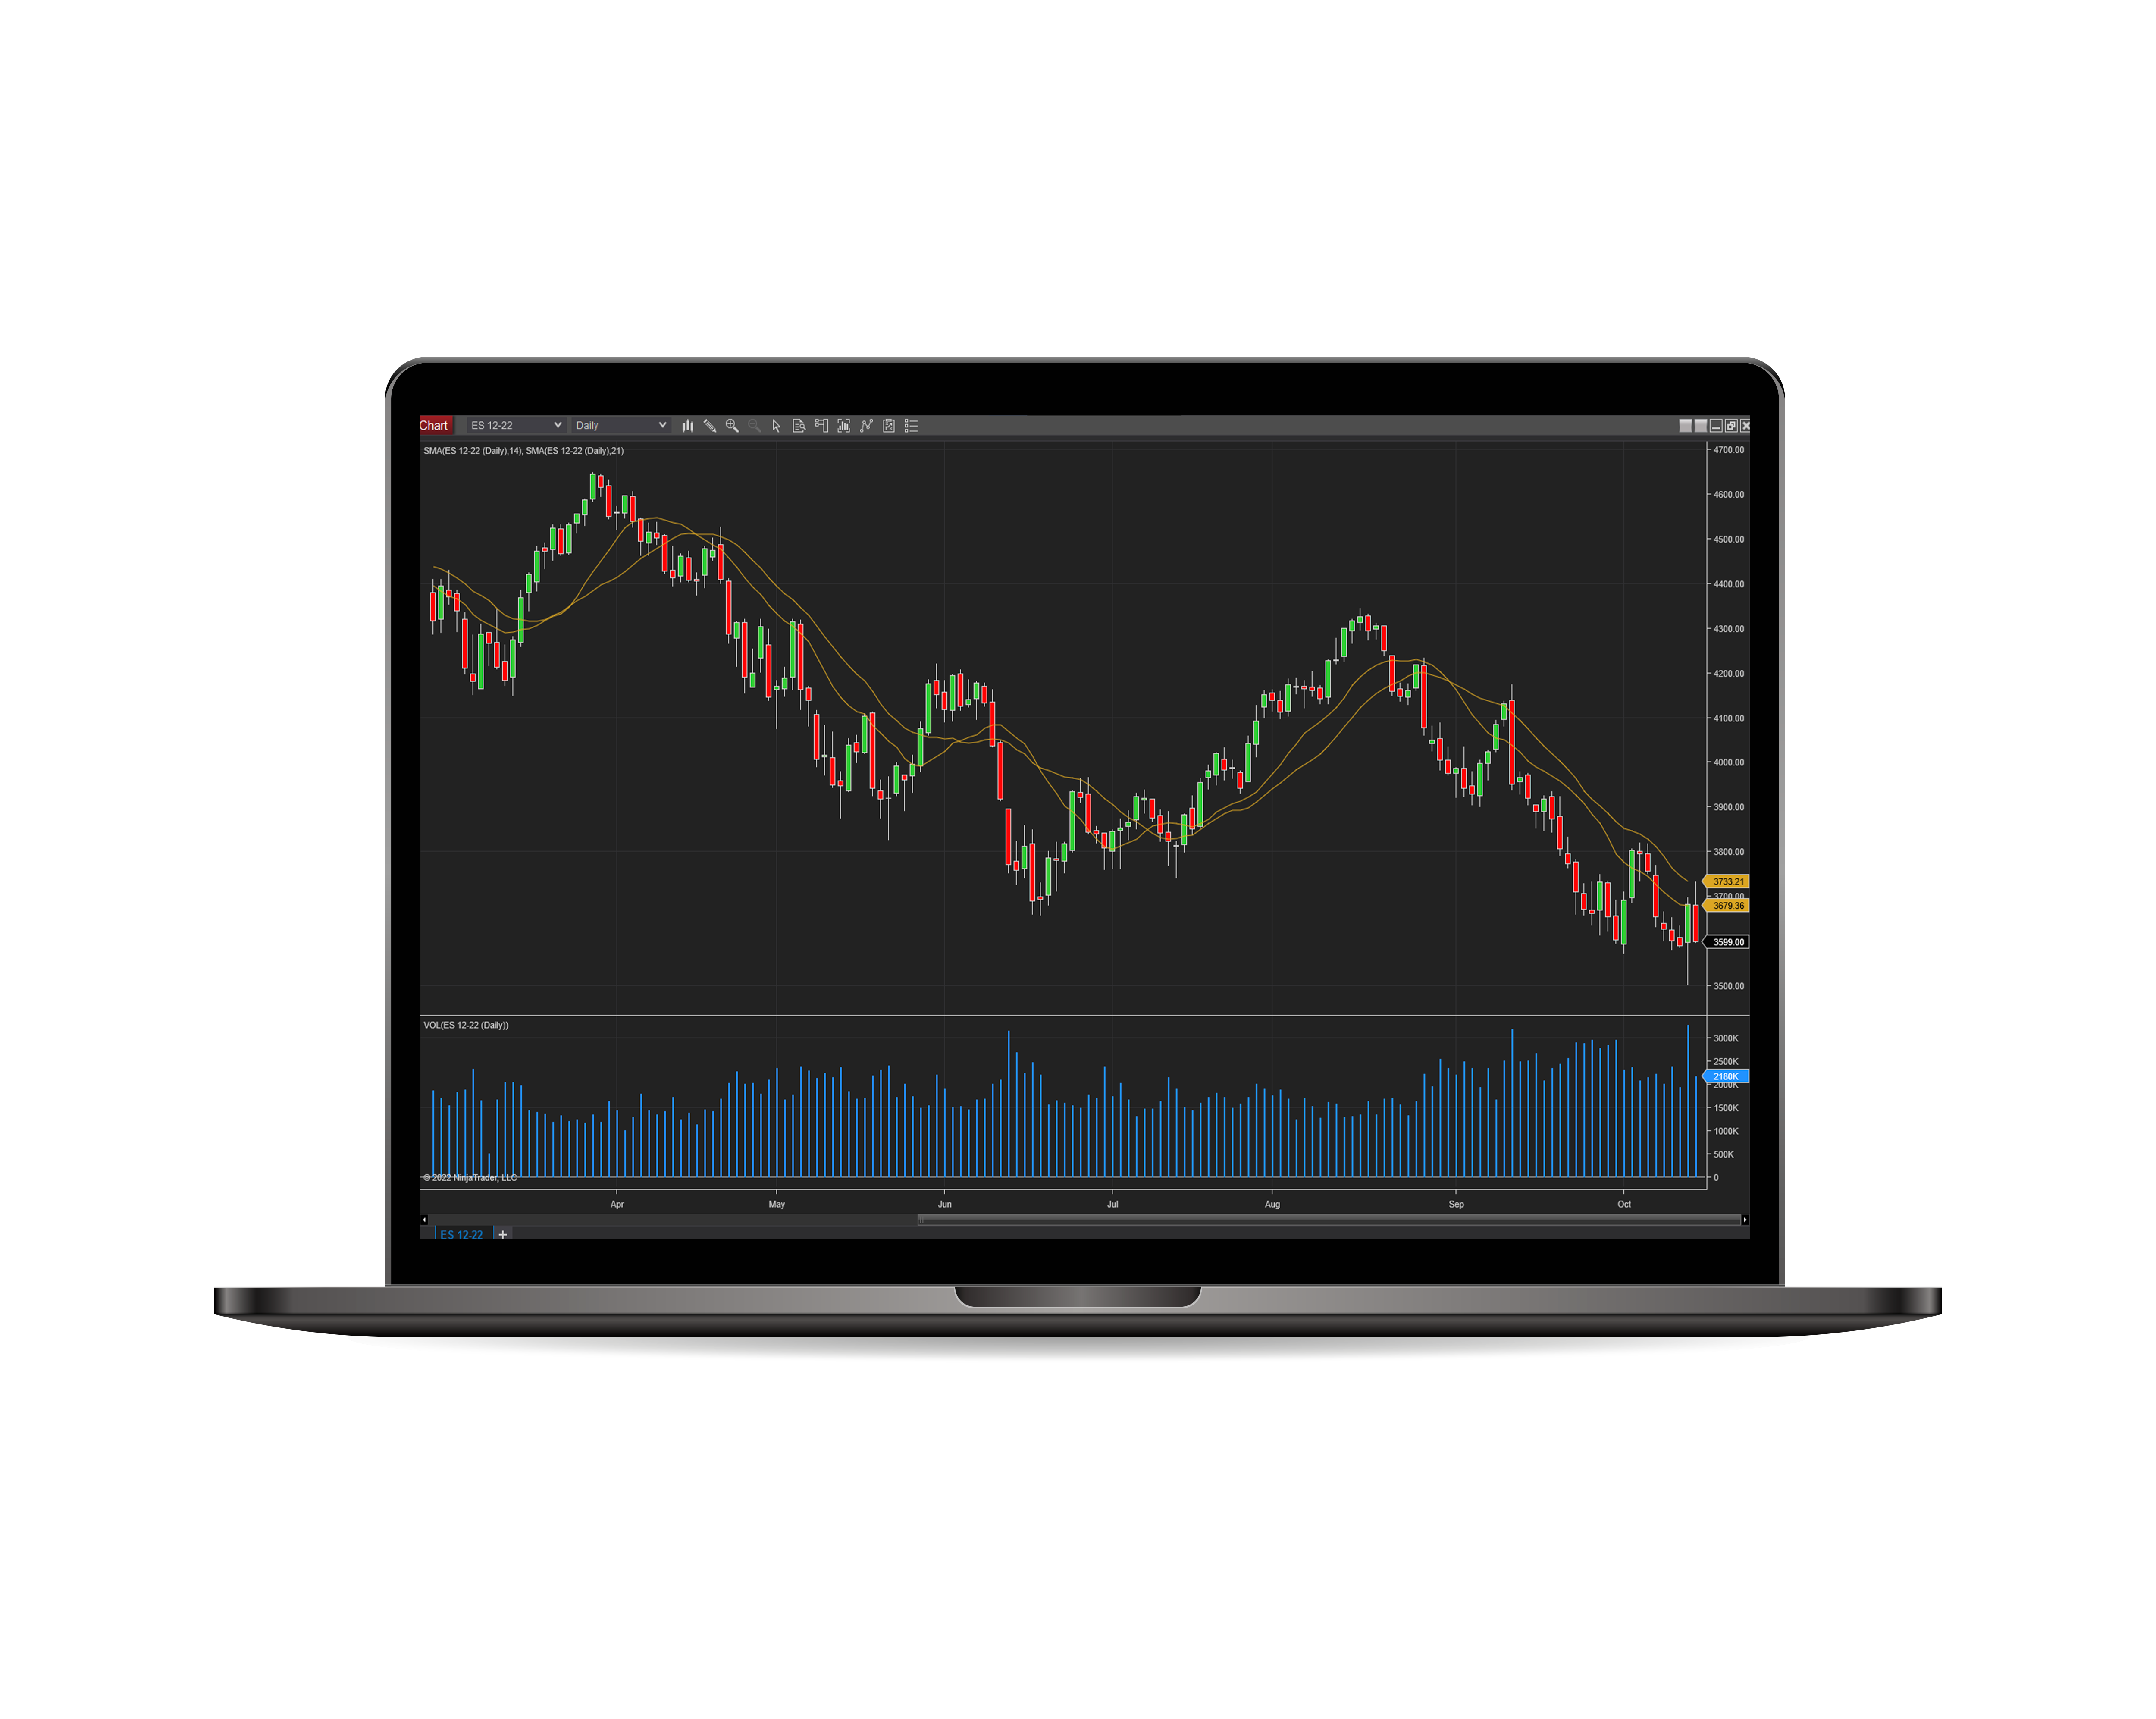 Chart ES 12-22 Daily
SMA(ES 12-22 (Daily),14), SMA(ES 12-22 (Daily),21)
4700.00
4600.00
4500.00
4400.00
4300.00
4200.00
4100.00
4000.00
3900.00
3800.00
3733.21
3700.00
3679.36
3599.00
3500.00
VOL(ES 12-22 (Daily))
3000K
2500K
2180K
2000K
1500K
1000K
500K
0
© 2022 NinjaTrader, LLC
Apr May Jun Jul Aug Sep Oct
ES 12-22 +